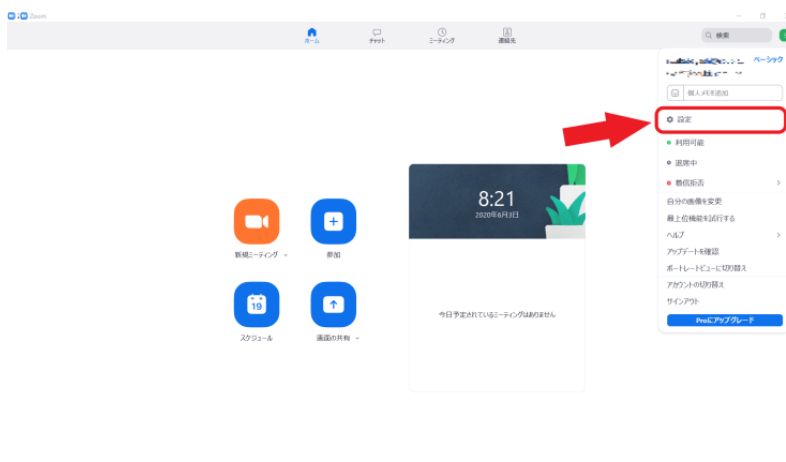 Zoom
ホーム
チャット
ミーティング
連絡先
検索
ベーシック
個人メモを追加
設定
利用可能
退席中
着信拒否
自分の画像を変更
最上位機能を試行する
ヘルプ
アップデートを確認
ポートレートビューに切り替え
アカウントの切り替え
サインアウト
Proにアップグレード
8:21
2020年6月3日
新規ミーティング
参加
19
スケジュール
画面の共有
今日予定されているミーティングはありません